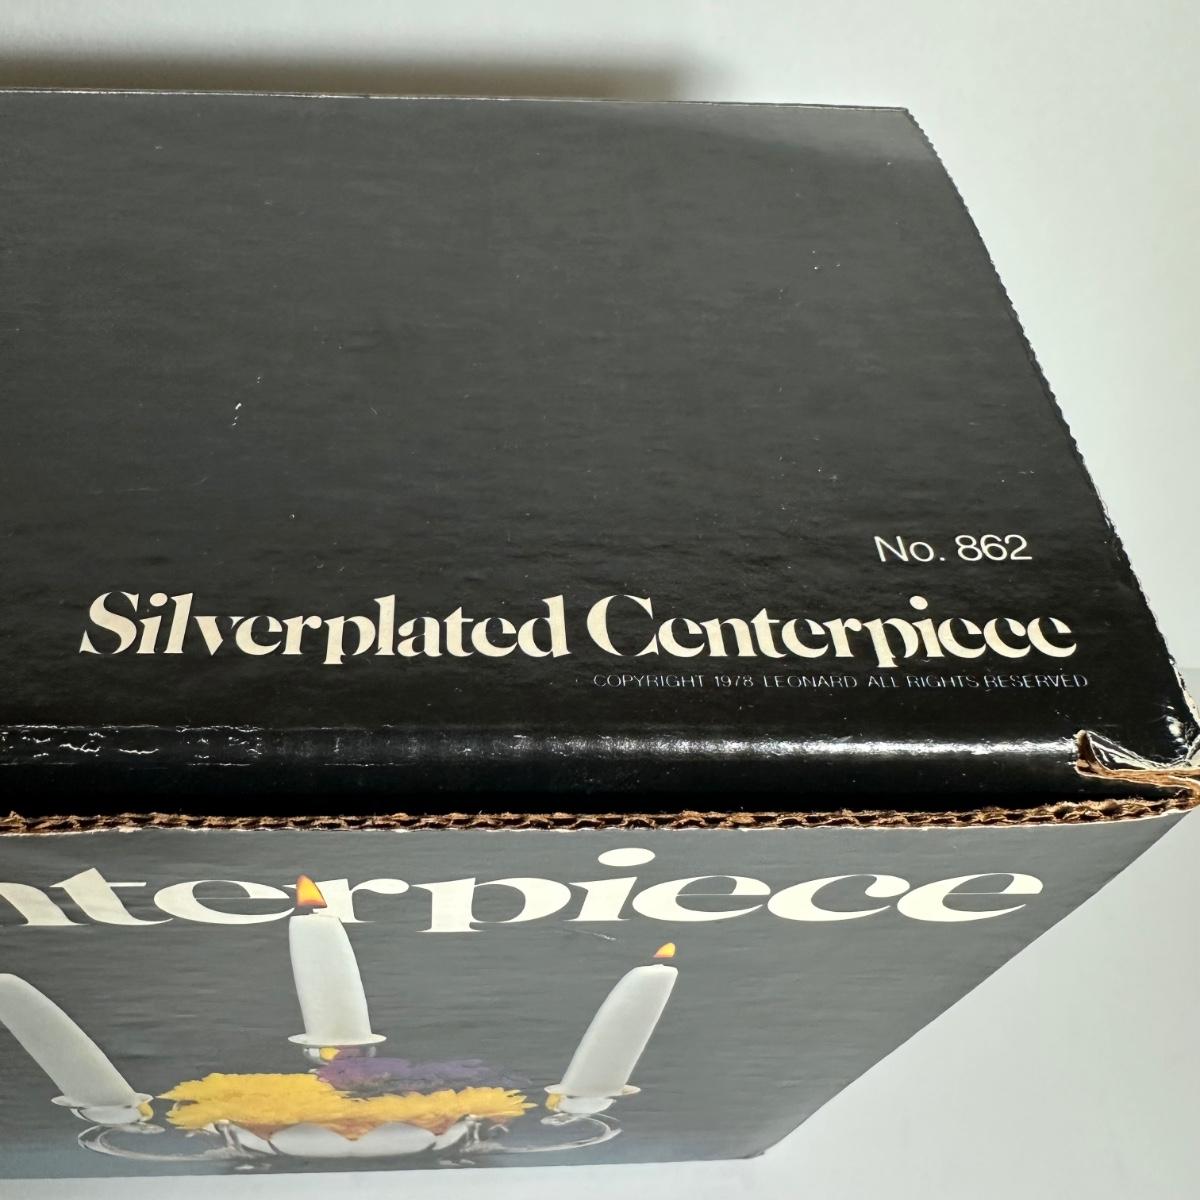 No. 862
Silverplated Centerpiece
COPYRIGHT 1978 LEONARD ALL RIGHTS RESERVED
nterpiece